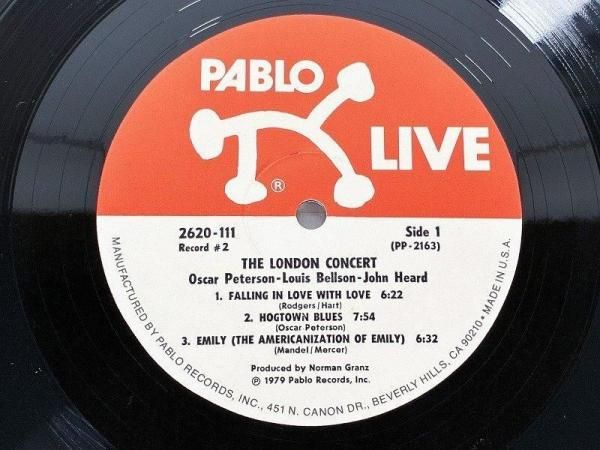 PABLO
LIVE
®
2620-111
Record #2
Side 1
(PP-2163)
THE LONDON CONCERT
Oscar Peterson-Louis Bellson-John Heard
1. FALLING IN LOVE WITH LOVE 6:22
(Rodgers/Hart)
2. HOGTOWN BLUES 7:54
(Oscar Peterson)
3. EMILY (THE AMERICANIZATION OF EMILY) 6:32
(Mandel/Mercer)
Produced by Norman Granz
℗ 1979 Pablo Records, Inc.
MANUFACTURED BY PABLO RECORDS, INC., 451 N. CANON DR., BEVERLY HILLS, CA 90210 • MADE IN U.S.A.